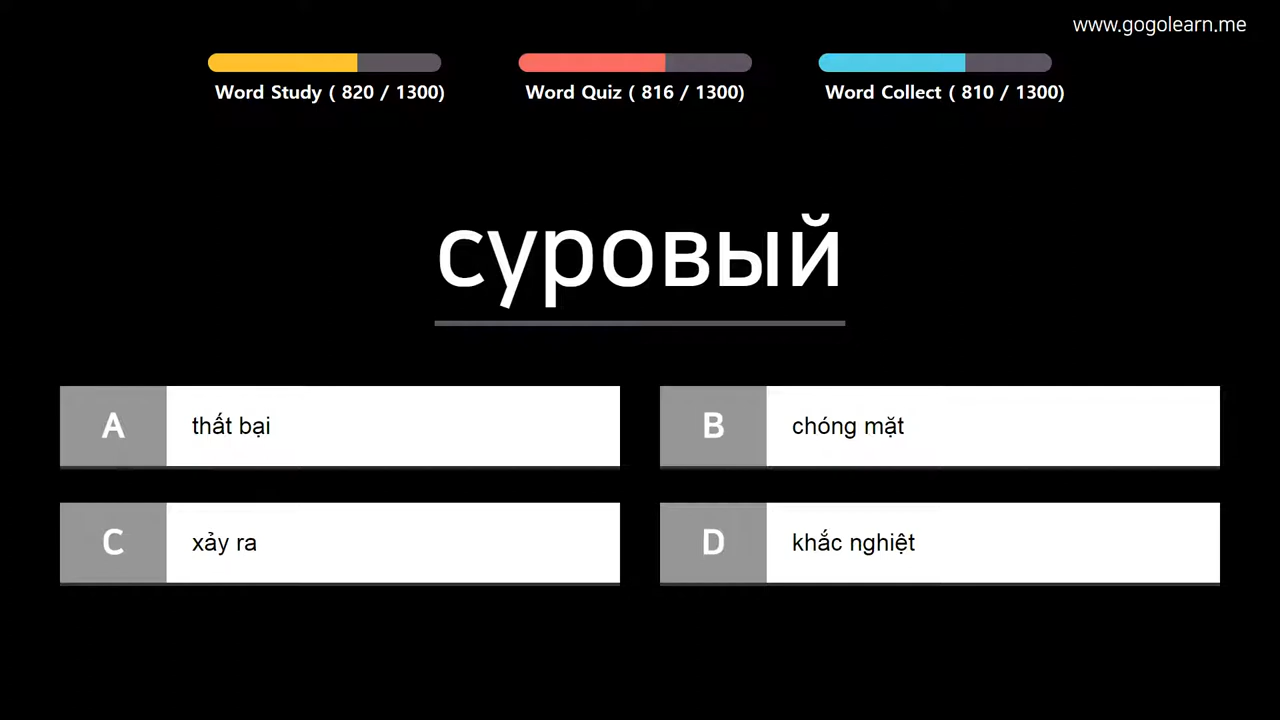 www.gogolearn.me
Word Study ( 820 / 1300)
Word Quiz ( 816 / 1300)
Word Collect ( 810 / 1300)
суровый
A thất bại
B chóng mặt
C xảy ra
D khắc nghiệt